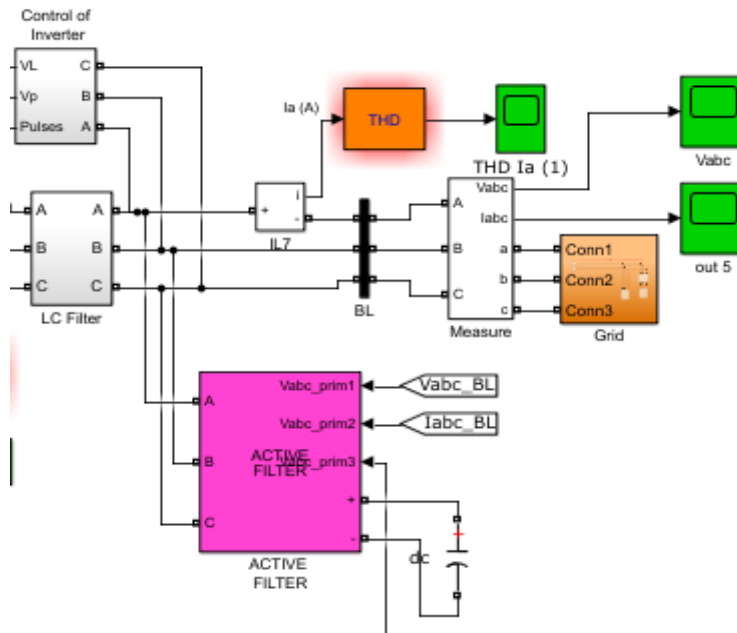 Control of
Inverter
VL
C
Vp
B
Pulses
A
Ia (A)
THD
THD Ia (1)
Vabc
A
A
B
B
C
C
LC Filter
+
i
-
IL7
BL
A
B
C
Vabc
Iabc
a
b
c
Measure
out 5
Conn1
Conn2
Conn3
Grid
A
B
C
Vabc_prim1
Vabc_prim2
Vabc_prim3
ACTIVE
FILTER
+
-
Vabc_BL
Iabc_BL
dc
+
ACTIVE
FILTER